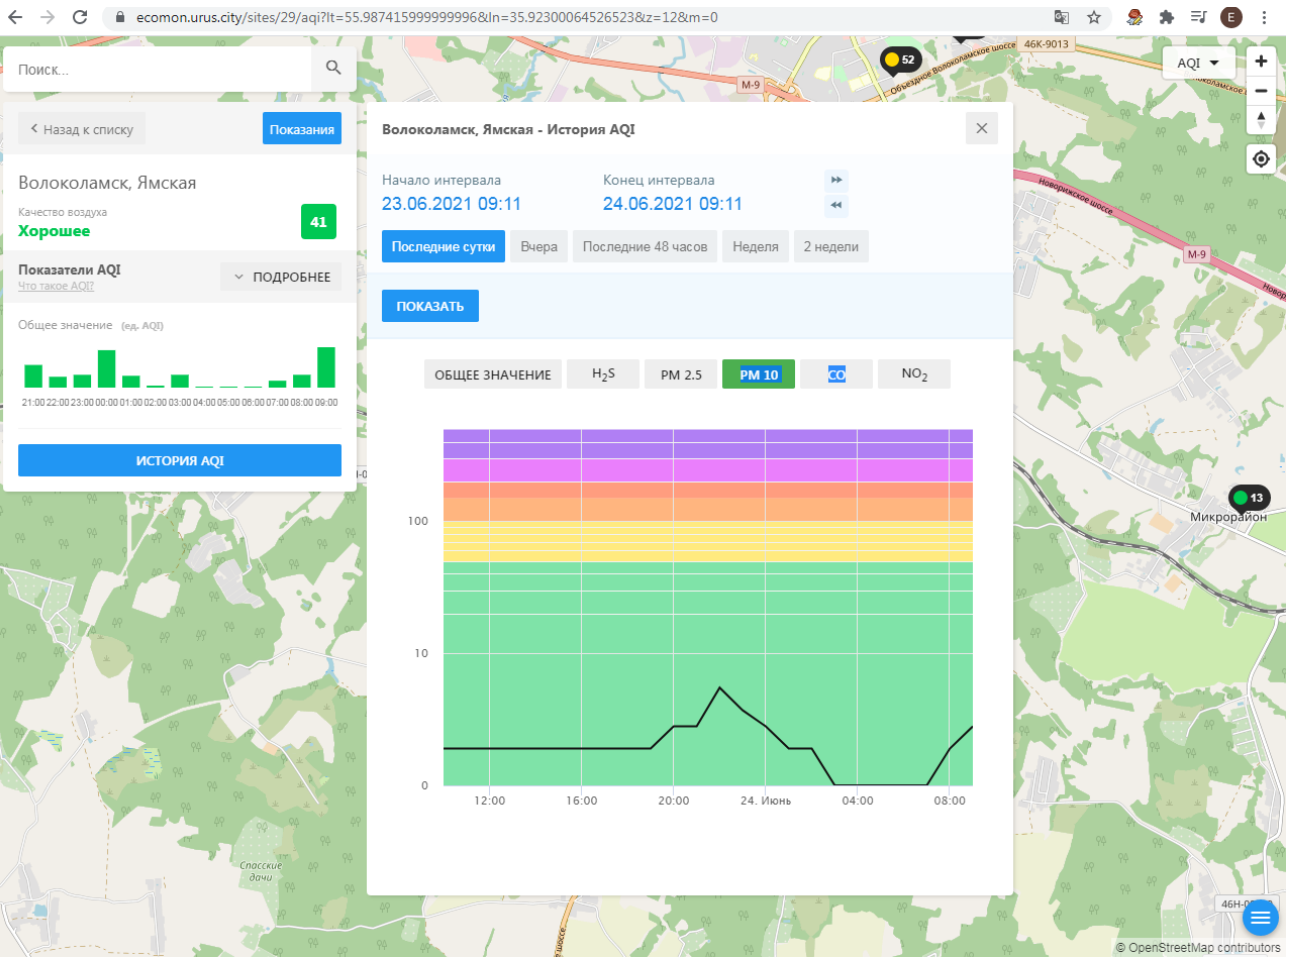 ecomon.urus.city/sites/29/aqi?lt=55.987415999999996&ln=35.92300064526523&z=12&m=0
E
Поиск...
52
46К-9013
Объездное Волоколамское шоссе
М-9
AQI
Назад к списку
Показания
Волоколамск, Ямская - История AQI
Волоколамск, Ямская
Качество воздуха
Хорошее
41
Начало интервала
Конец интервала
23.06.2021 09:11
24.06.2021 09:11
Новорижское шоссе
М-9
Последние сутки
Вчера
Последние 48 часов
Неделя
2 недели
Показатели AQI
Что такое AQI?
ПОДРОБНЕЕ
ПОКАЗАТЬ
Общее значение (ед. AQI)
21:00 22:00 23:00 00:00 01:00 02:00 03:00 04:00 05:00 06:00 07:00 08:00 09:00
ИСТОРИЯ AQI
ОБЩЕЕ ЗНАЧЕНИЕ
H2S
PM 2.5
PM 10
CO
NO2
100
10
0
12:00
16:00
20:00
24. Июнь
04:00
08:00
13
Микрорайон
Спасские
дачи
© OpenStreetMap contributors